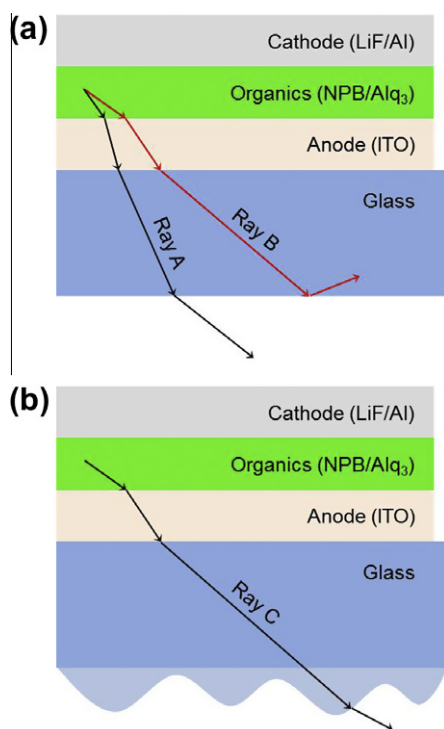 (a)
Cathode (LiF/Al)
Organics (NPB/Alq₃)
Anode (ITO)
Glass
Ray A
Ray B
(b)
Cathode (LiF/Al)
Organics (NPB/Alq₃)
Anode (ITO)
Glass
Ray C